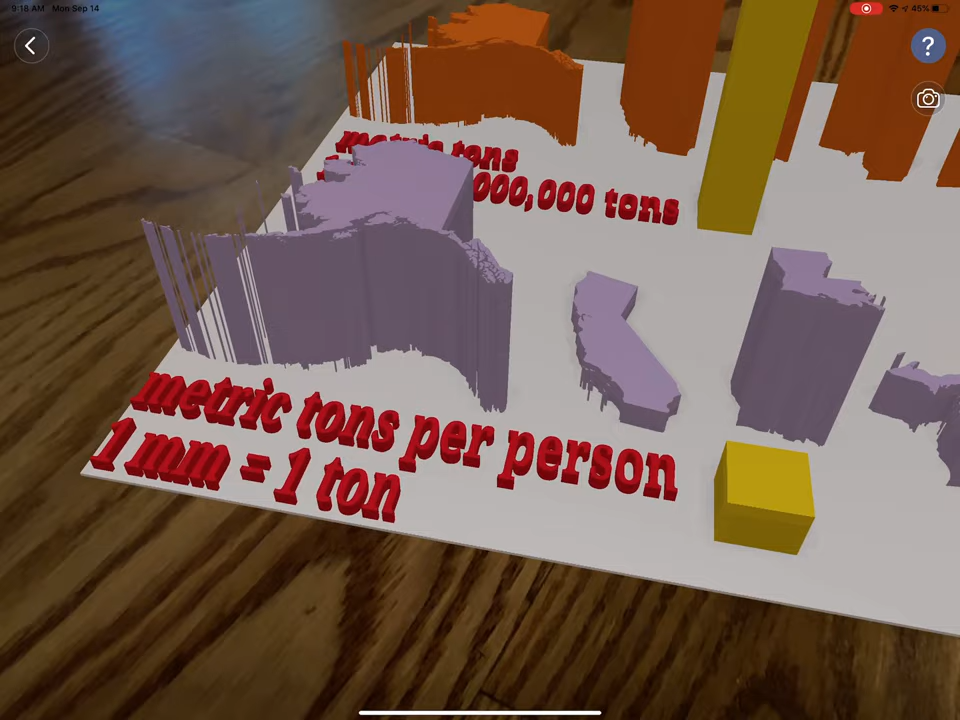 9:18 AM Mon Sep 14
45%
?
metric tons
000,000 tons
metric tons per person
1 mm = 1 ton